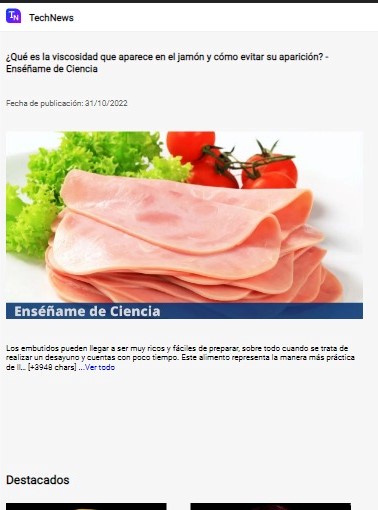 TN TechNews
¿Qué es la viscosidad que aparece en el jamón y cómo evitar su aparición? -
Enséñame de Ciencia
Fecha de publicación: 31/10/2022
Enséñame de Ciencia
Los embutidos pueden llegar a ser muy ricos y fáciles de preparar, sobre todo cuando se trata de
realizar un desayuno y cuentas con poco tiempo. Este alimento representa la manera más práctica
de ll… [+3948 chars] ...Ver todo
Destacados